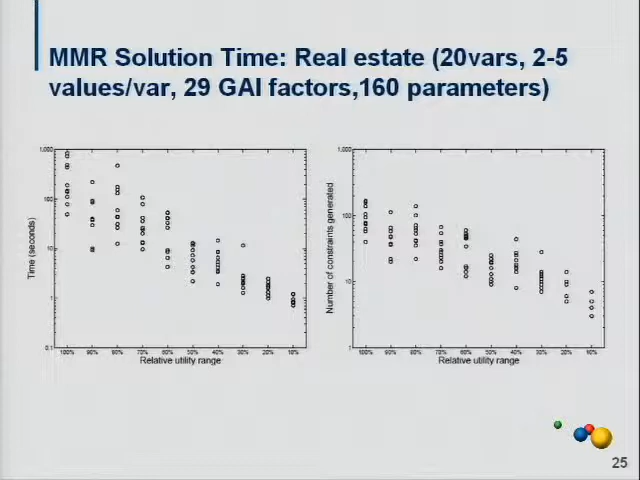 MMR Solution Time: Real estate (20vars, 2-5
values/var, 29 GAI factors,160 parameters)
1,000
100
10
1
0.1
Time (seconds)
100% 90% 80% 70% 60% 50% 40% 30% 20% 10%
Relative utility range
1,000
100
10
1
Number of constraints generated
100% 90% 80% 70% 60% 50% 40% 30% 20% 10%
Relative utility range
25